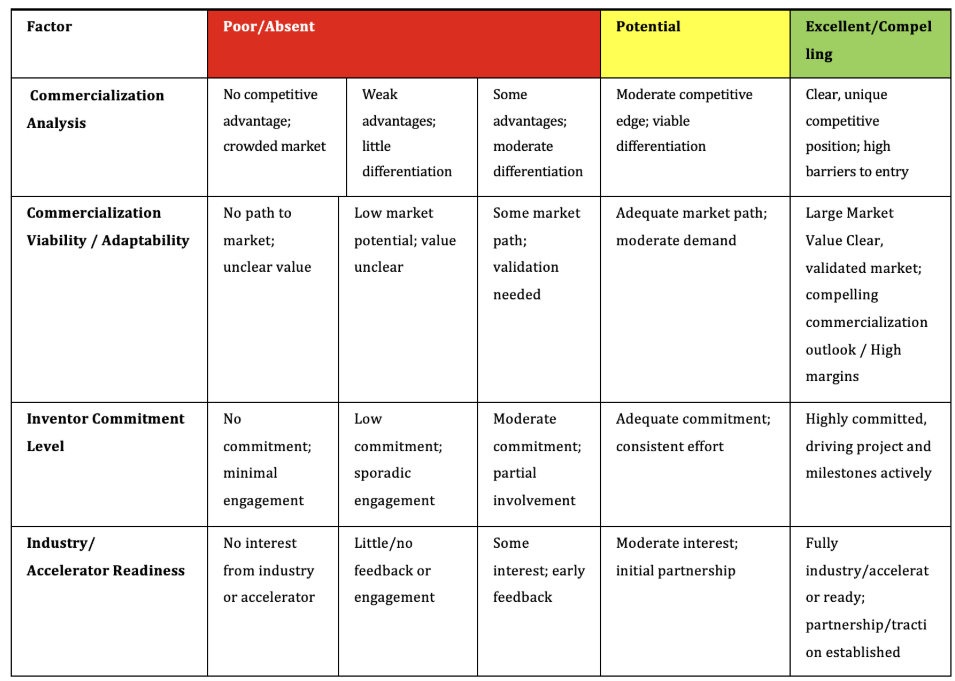 Factor
Poor/Absent
Potential
Excellent/Compel
ling
Commercialization
Analysis
No competitive
advantage;
crowded market
Weak
advantages;
little
differentiation
Some
advantages;
moderate
differentiation
Moderate competitive
edge; viable
differentiation
Clear, unique
competitive
position; high
barriers to entry
Commercialization
Viability / Adaptability
No path to
market;
unclear value
Low market
potential; value
unclear
Some market
path;
validation
needed
Adequate market path;
moderate demand
Large Market
Value Clear,
validated market;
compelling
commercialization
outlook / High
margins
Inventor Commitment
Level
No
commitment;
minimal
engagement
Low
commitment;
sporadic
engagement
Moderate
commitment;
partial
involvement
Adequate commitment;
consistent effort
Highly committed,
driving project and
milestones actively
Industry/
Accelerator Readiness
No interest
from industry
or accelerator
Little/no
feedback or
engagement
Some
interest; early
feedback
Moderate interest;
initial partnership
Fully
industry/accelerat
or ready;
partnership/tracti
on established